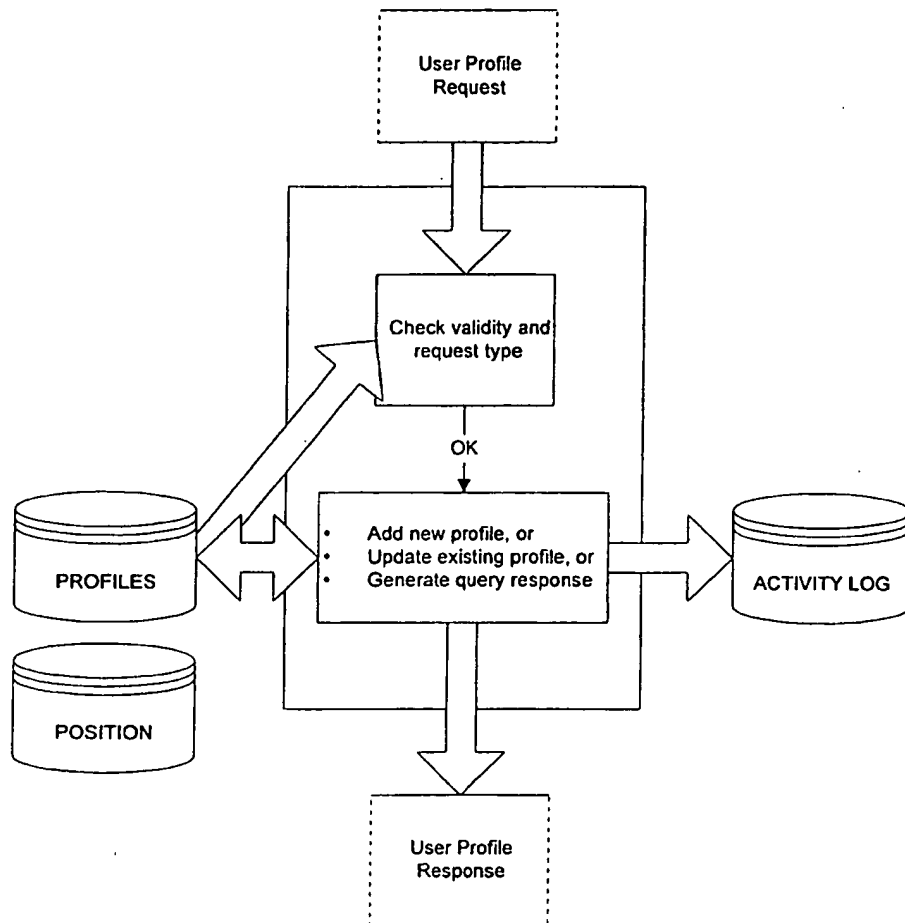 User Profile
Request
Check validity and
request type
OK
• Add new profile, or
• Update existing profile, or
• Generate query response
PROFILES
ACTIVITY LOG
POSITION
User Profile
Response